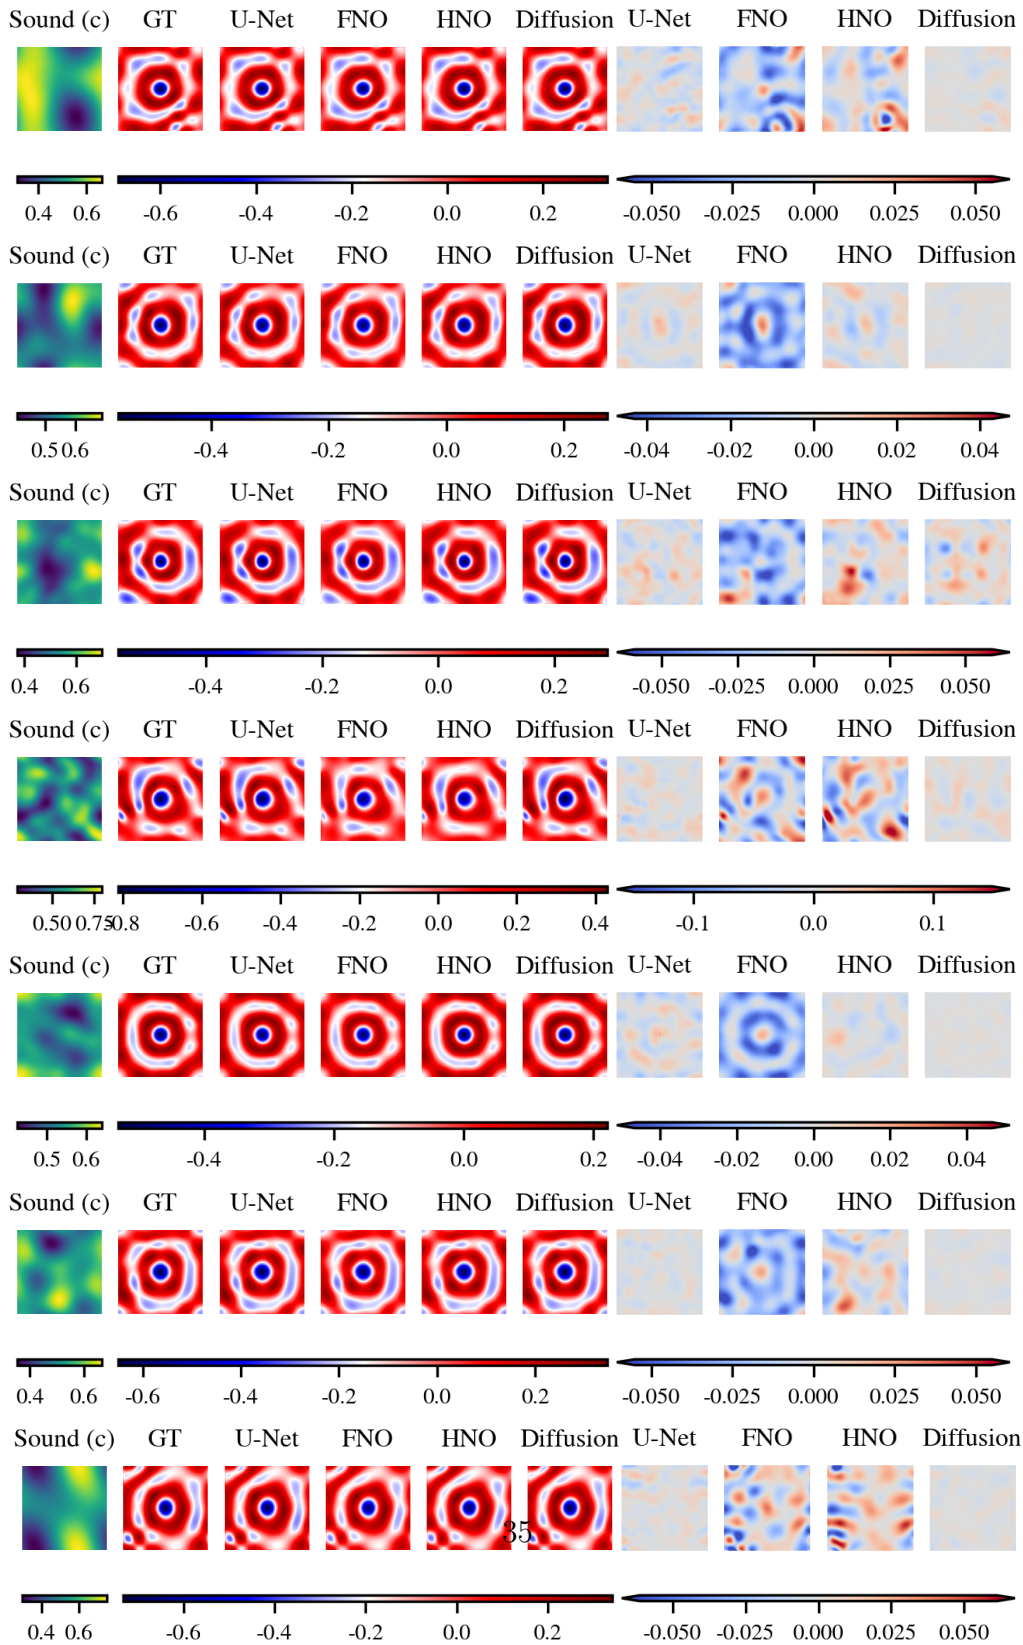 Sound (c) GT U-Net FNO HNO Diffusion U-Net FNO HNO Diffusion
0.4 0.6 -0.6 -0.4 -0.2 0.0 0.2 -0.050 -0.025 0.000 0.025 0.050
Sound (c) GT U-Net FNO HNO Diffusion U-Net FNO HNO Diffusion
0.5 0.6 -0.4 -0.2 0.0 0.2 -0.04 -0.02 0.00 0.02 0.04
Sound (c) GT U-Net FNO HNO Diffusion U-Net FNO HNO Diffusion
0.4 0.6 -0.4 -0.2 0.0 0.2 -0.050 -0.025 0.000 0.025 0.050
Sound (c) GT U-Net FNO HNO Diffusion U-Net FNO HNO Diffusion
0.50 0.75 -0.8 -0.6 -0.4 -0.2 0.0 0.2 0.4 -0.1 0.0 0.1
Sound (c) GT U-Net FNO HNO Diffusion U-Net FNO HNO Diffusion
0.5 0.6 -0.4 -0.2 0.0 0.2 -0.04 -0.02 0.00 0.02 0.04
Sound (c) GT U-Net FNO HNO Diffusion U-Net FNO HNO Diffusion
0.4 0.6 -0.6 -0.4 -0.2 0.0 0.2 -0.050 -0.025 0.000 0.025 0.050
Sound (c) GT U-Net FNO HNO Diffusion U-Net FNO HNO Diffusion
35
0.4 0.6 -0.6 -0.4 -0.2 0.0 0.2 -0.050 -0.025 0.000 0.025 0.050